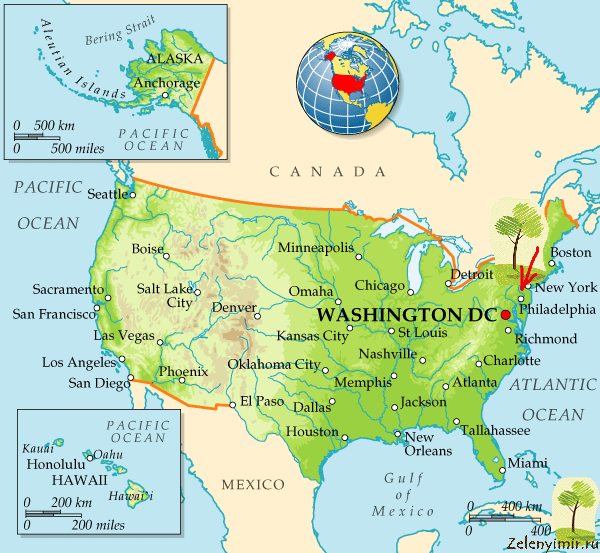 Bering Strait
Aleutian Islands
ALASKA
Anchorage
0 500 km
0 500 miles
PACIFIC
OCEAN
CANADA
PACIFIC
OCEAN
Seattle
Boise
Minneapolis
Boston
Detroit
Sacramento
Salt Lake
City
Omaha
Chicago
New York
San Francisco
Denver
WASHINGTON DC
Philadelphia
Las Vegas
Kansas City
St Louis
Richmond
Los Angeles
Phoenix
Oklahoma City
Nashville
Charlotte
San Diego
Memphis
Atlanta
ATLANTIC
OCEAN
El Paso
Dallas
Jackson
Tallahassee
Houston
New
Orleans
Miami
PACIFIC
OCEAN
Kauai
Oahu
Honolulu
HAWAII
Hawai'i
0 200 km
0 200 miles
MEXICO
Gulf
of
Mexico
0 400 km
0 400
Zelenyimir.ru